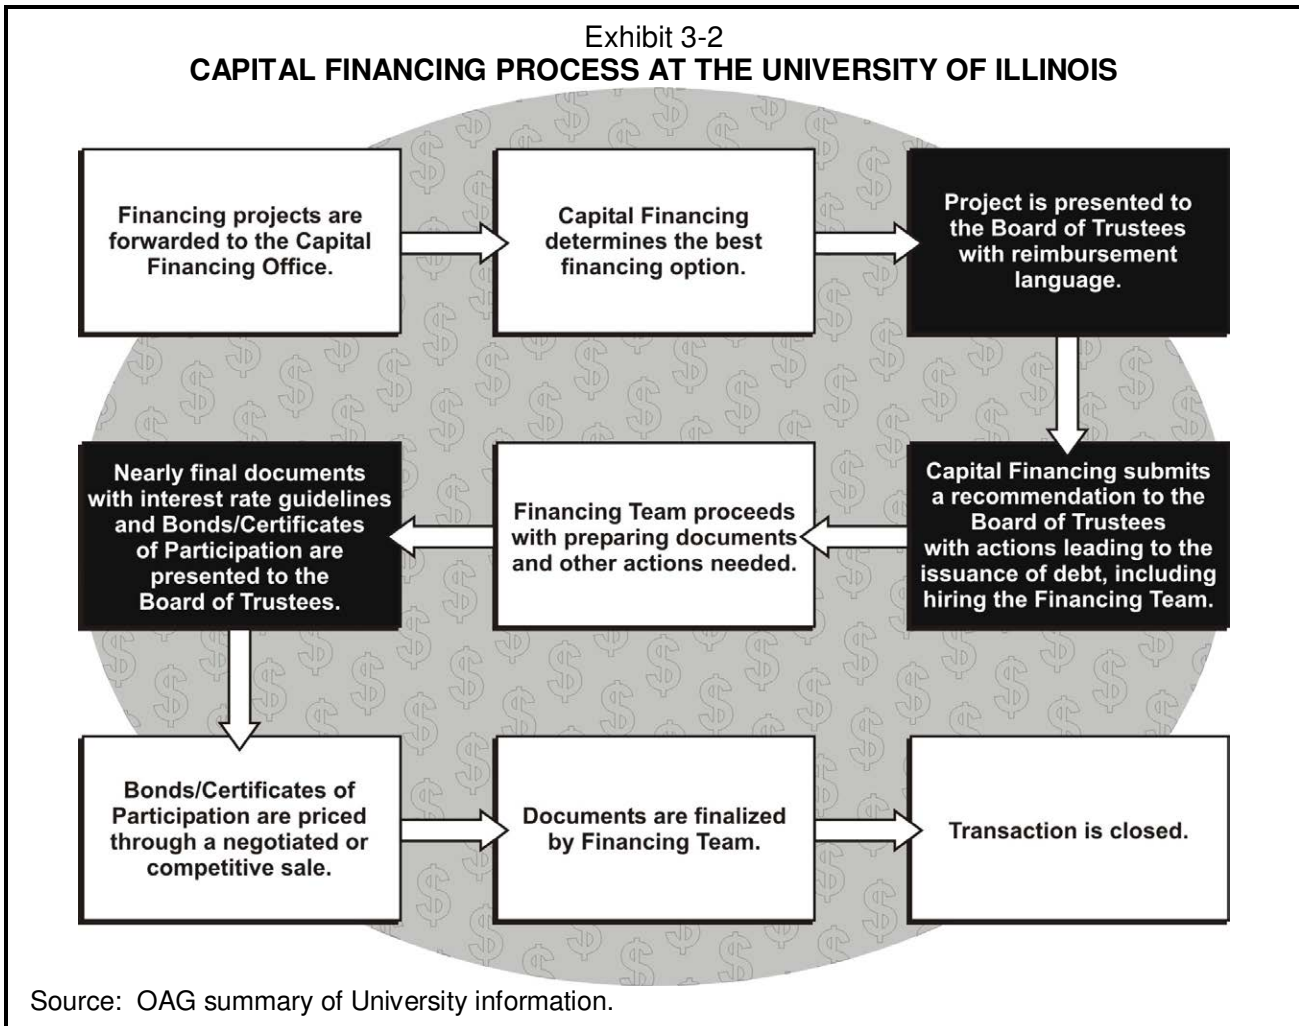 Exhibit 3-2
CAPITAL FINANCING PROCESS AT THE UNIVERSITY OF ILLINOIS
Financing projects are
forwarded to the Capital
Financing Office.
Capital Financing
determines the best
financing option.
Project is presented to
the Board of Trustees
with reimbursement
language.
Capital Financing submits
a recommendation to the
Board of Trustees
with actions leading to the
issuance of debt, including
hiring the Financing Team.
Financing Team proceeds
with preparing documents
and other actions needed.
Nearly final documents
with interest rate guidelines
and Bonds/Certificates
of Participation are
presented to the
Board of Trustees.
Bonds/Certificates of
Participation are priced
through a negotiated or
competitive sale.
Documents are finalized
by Financing Team.
Transaction is closed.
Source: OAG summary of University information.